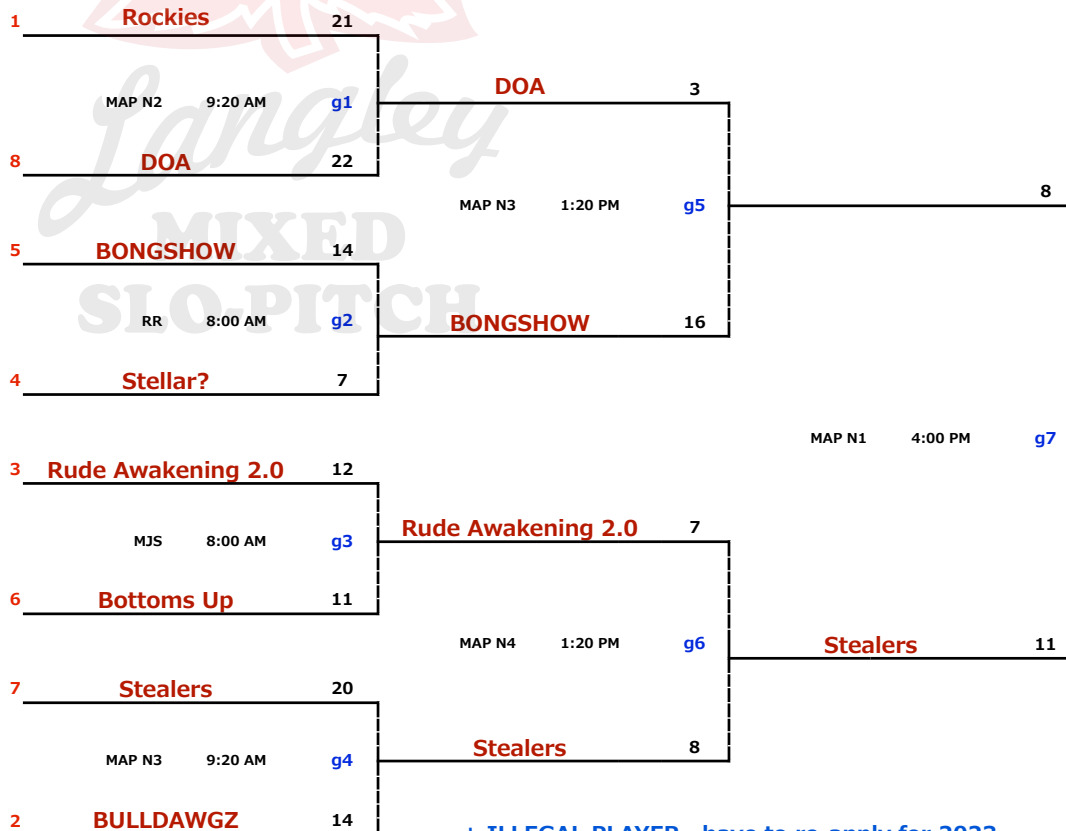 1 Rockies 21
MAP N2 9:20 AM g1
8 DOA 22
DOA 3
MAP N3 1:20 PM g5
8
5 BONGSHOW 14
RR 8:00 AM g2
4 Stellar? 7
BONGSHOW 16
MAP N1 4:00 PM g7
3 Rude Awakening 2.0 12
MJS 8:00 AM g3
6 Bottoms Up 11
Rude Awakening 2.0 7
MAP N4 1:20 PM g6
Stealers 11
7 Stealers 20
MAP N3 9:20 AM g4
2 BULLDAWGZ 14
Stealers 8
Langley
MIXED
SLO-PITCH